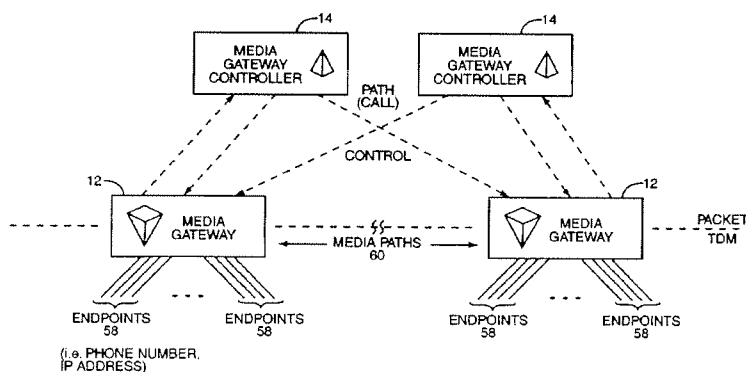 14
14
MEDIA
GATEWAY
CONTROLLER
MEDIA
GATEWAY
CONTROLLER
PATH
(CALL)
CONTROL
12
12
MEDIA
GATEWAY
MEDIA
GATEWAY
PACKET
TDM
MEDIA PATHS
60
ENDPOINTS
58
ENDPOINTS
58
ENDPOINTS
58
ENDPOINTS
58
(i.e. PHONE NUMBER,
IP ADDRESS)